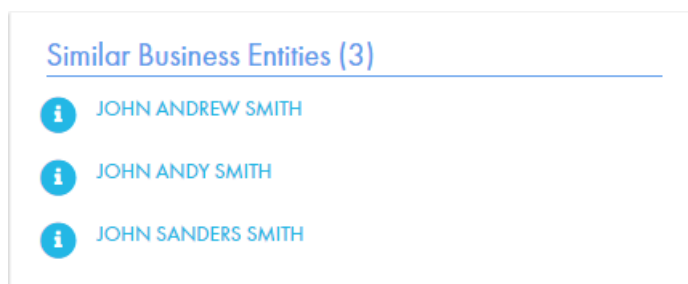 Similar Business Entities (3)
JOHN ANDREW SMITH
JOHN ANDY SMITH
JOHN SANDERS SMITH